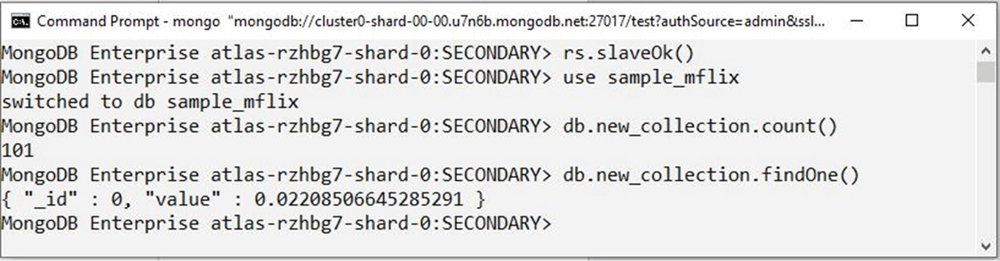 Command Prompt - mongo "mongodb://cluster0-shard-00-00.u7n6b.mongodb.net:27017/test?authSource=admin&ssl...
MongoDB Enterprise atlas-rzhbg7-shard-0:SECONDARY> rs.slaveOk()
MongoDB Enterprise atlas-rzhbg7-shard-0:SECONDARY> use sample_mflix
switched to db sample_mflix
MongoDB Enterprise atlas-rzhbg7-shard-0:SECONDARY> db.new_collection.count()
101
MongoDB Enterprise atlas-rzhbg7-shard-0:SECONDARY> db.new_collection.findOne()
{ "_id" : 0, "value" : 0.02208506645285291 }
MongoDB Enterprise atlas-rzhbg7-shard-0:SECONDARY>